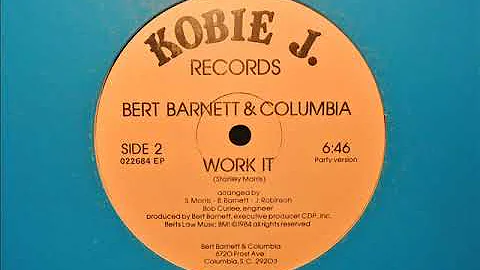 KOBIE J.
RECORDS
BERT BARNETT & COLUMBIA
SIDE 2
022684 EP
6:46
Party version
WORK IT
(Stanley Morris)
arranged by
S. Morris - B. Barnett - J. Robinson
Bob Curlee, engineer
produced by Bert Barnett, executive producer CDP, Inc.
Berts Law Music BMI ©1984 all rights reserved
Bert Barnett & Columbia
6720 Frost Ave.
Columbia, S.C. 29203